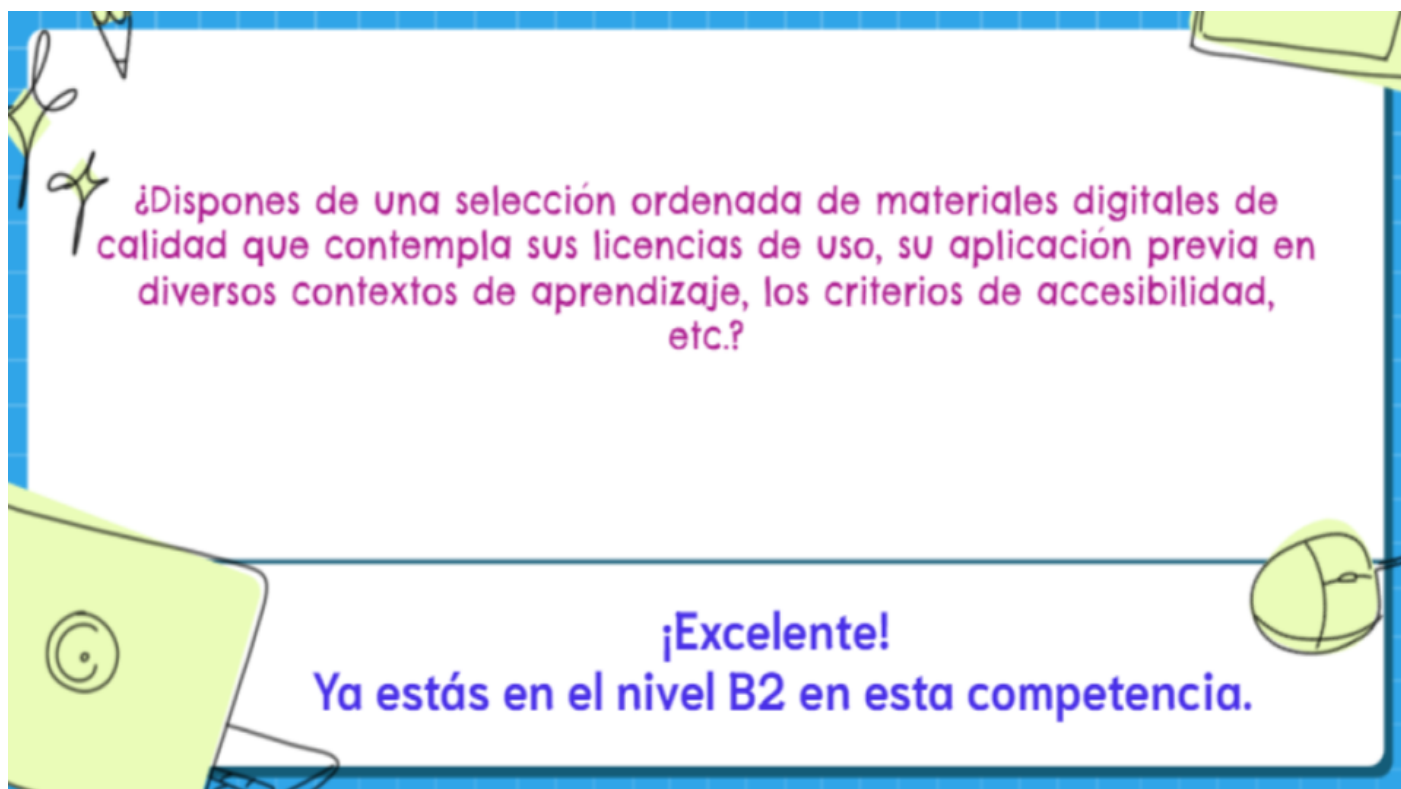 ¿Dispones de una selección ordenada de materiales digitales de
calidad que contempla sus licencias de uso, su aplicación previa en
diversos contextos de aprendizaje, los criterios de accesibilidad,
etc.?
¡Excelente!
Ya estás en el nivel B2 en esta competencia.